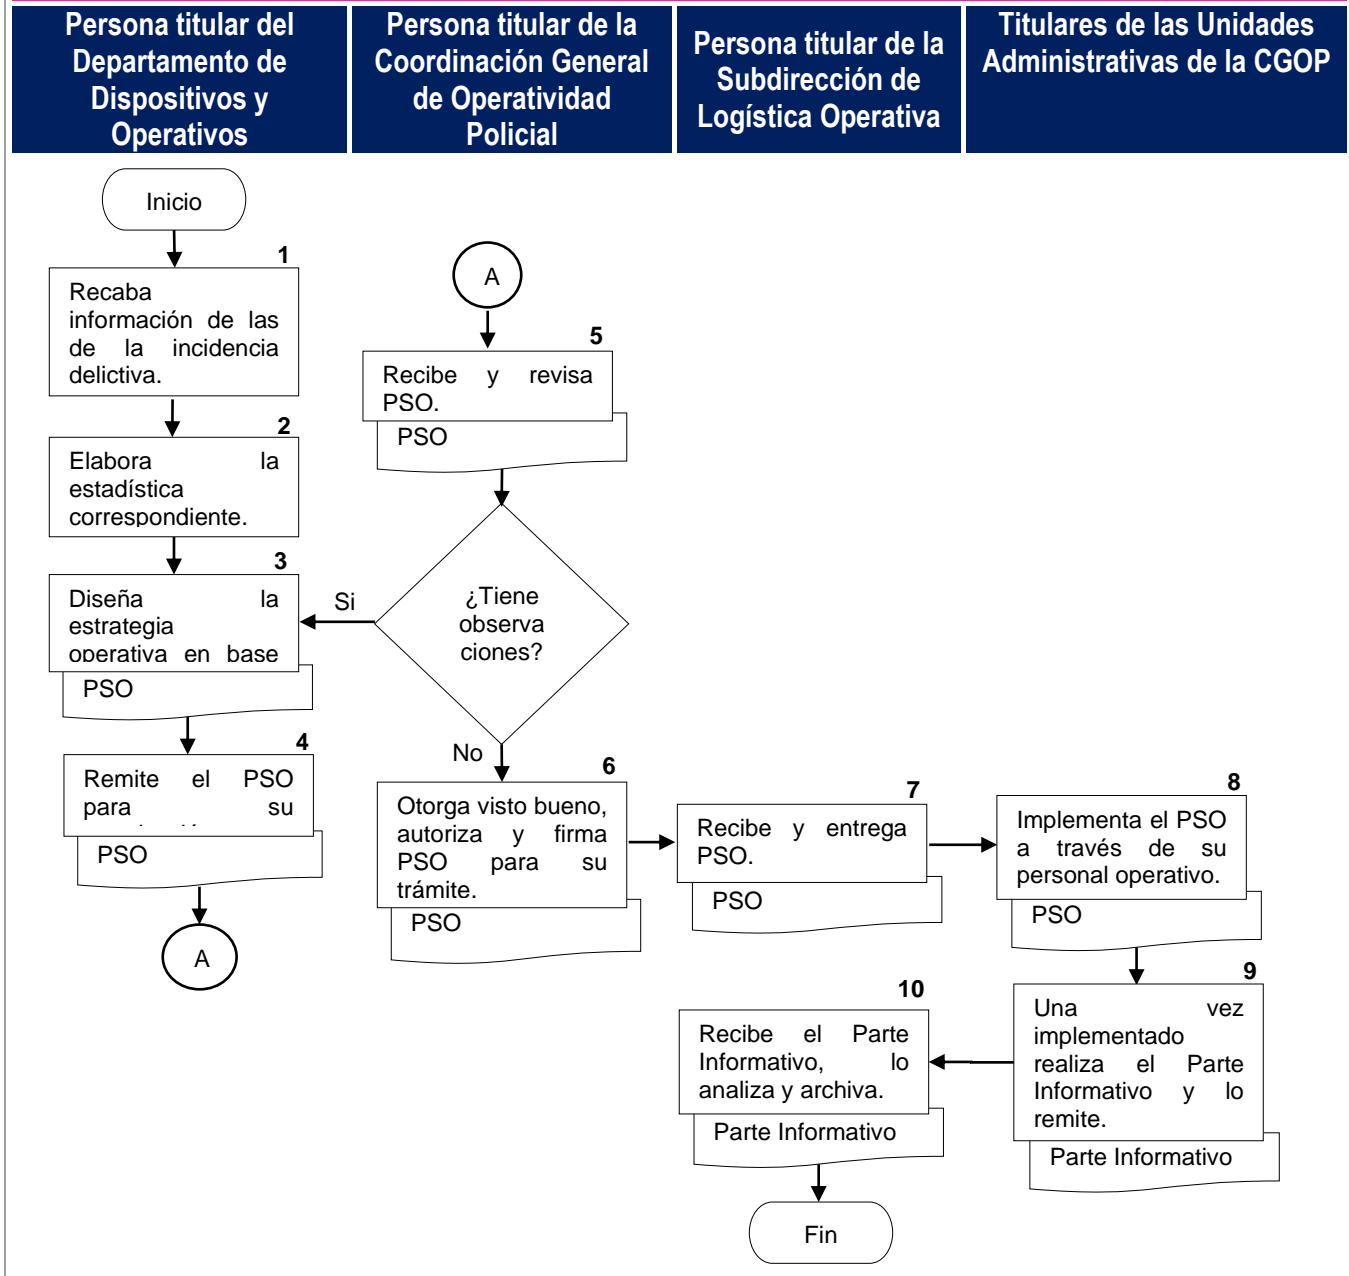 Persona titular del
Departamento de
Dispositivos y
Operativos
Persona titular de la
Coordinación General
de Operatividad
Policial
Persona titular de la
Subdirección de
Logística Operativa
Titulares de las Unidades
Administrativas de la CGOP
Inicio
1
Recaba
información de las
de la incidencia
delictiva.
2
Elabora la
estadística
correspondiente.
3
Diseña la
estrategia
operativa en base
PSO
4
Remite el PSO
para su
PSO
A
A
5
Recibe y revisa
PSO.
PSO
¿Tiene
observa
ciones?
Si
No
6
Otorga visto bueno,
autoriza y firma
PSO para su
trámite.
PSO
7
Recibe y entrega
PSO.
PSO
8
Implementa el PSO
a través de su
personal operativo.
PSO
9
Una vez
implementado
realiza el Parte
Informativo y lo
remite.
Parte Informativo
10
Recibe el Parte
Informativo, lo
analiza y archiva.
Parte Informativo
Fin